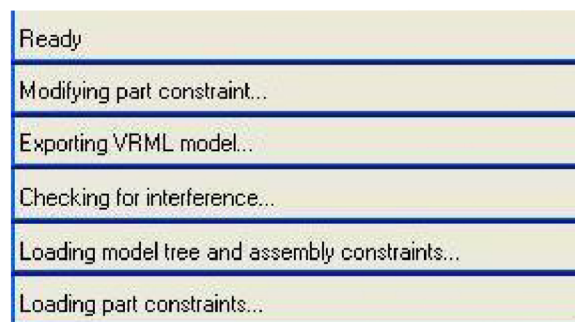 Ready
Modifying part constraint...
Exporting VRML model...
Checking for interference...
Loading model tree and assembly constraints...
Loading part constraints...